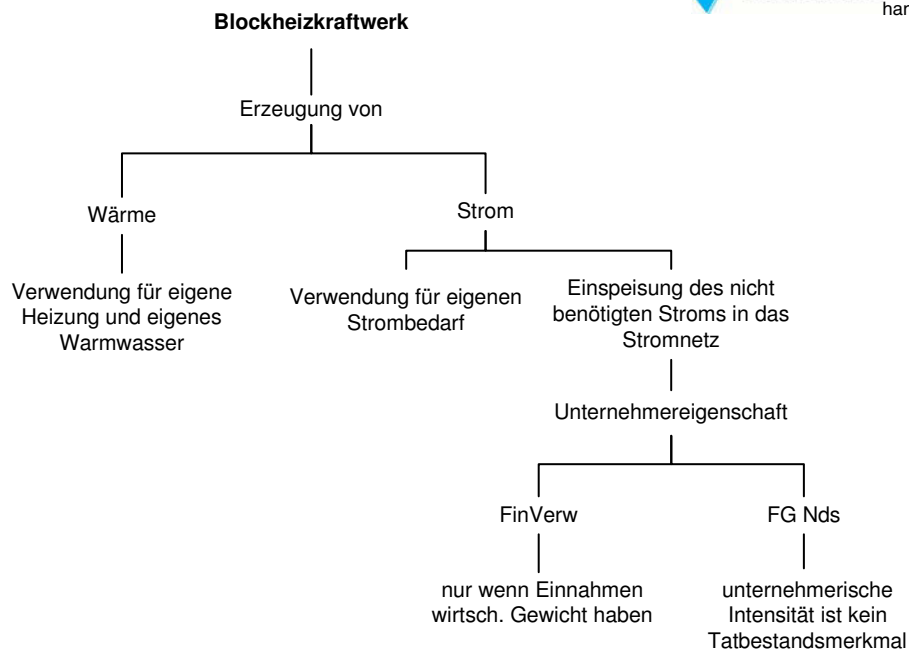 har
Blockheizkraftwerk
Erzeugung von
Wärme
Strom
Verwendung für eigene
Heizung und eigenes
Warmwasser
Verwendung für eigenen
Strombedarf
Einspeisung des nicht
benötigten Stroms in das
Stromnetz
Unternehmereigenschaft
FinVerw
FG Nds
nur wenn Einnahmen
wirtsch. Gewicht haben
unternehmerische
Intensität ist kein
Tatbestandsmerkmal